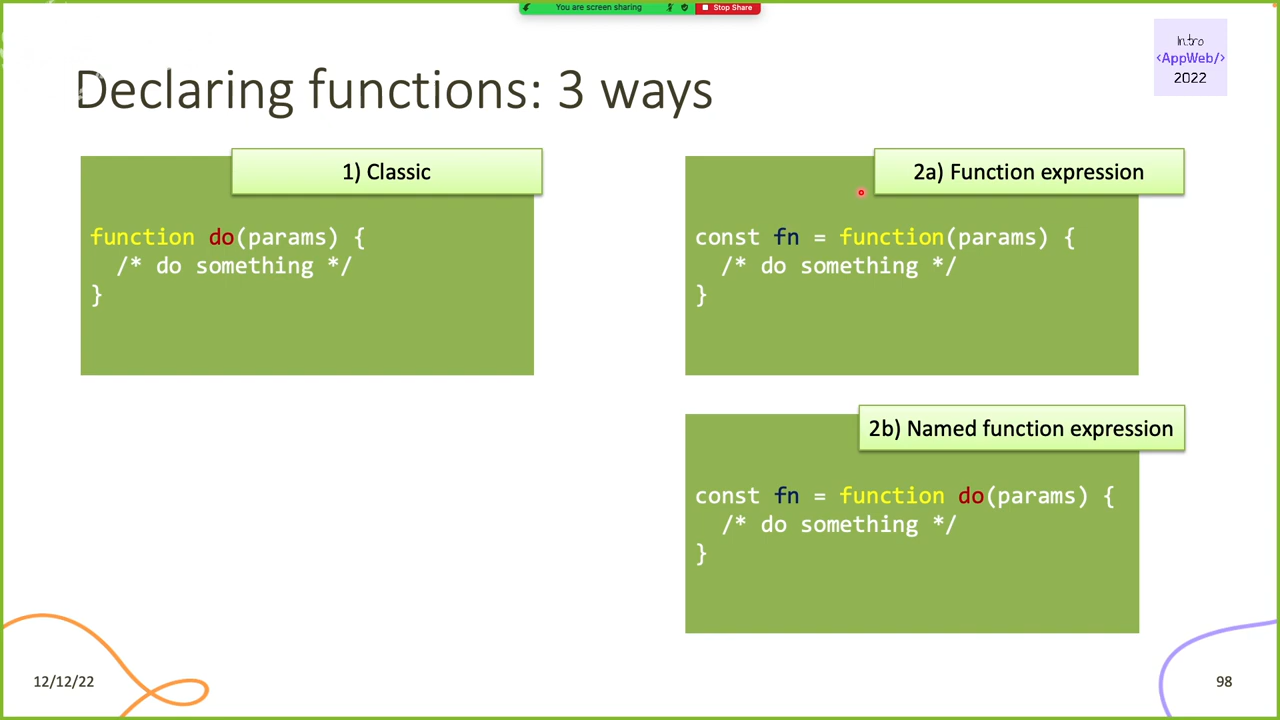 You are screen sharing
Stop Share
Intro
<AppWeb/>
2022
Declaring functions: 3 ways
1) Classic
function do(params) {
/* do something */
}
2a) Function expression
const fn = function(params) {
/* do something */
}
2b) Named function expression
const fn = function do(params) {
/* do something */
}
12/12/22
98